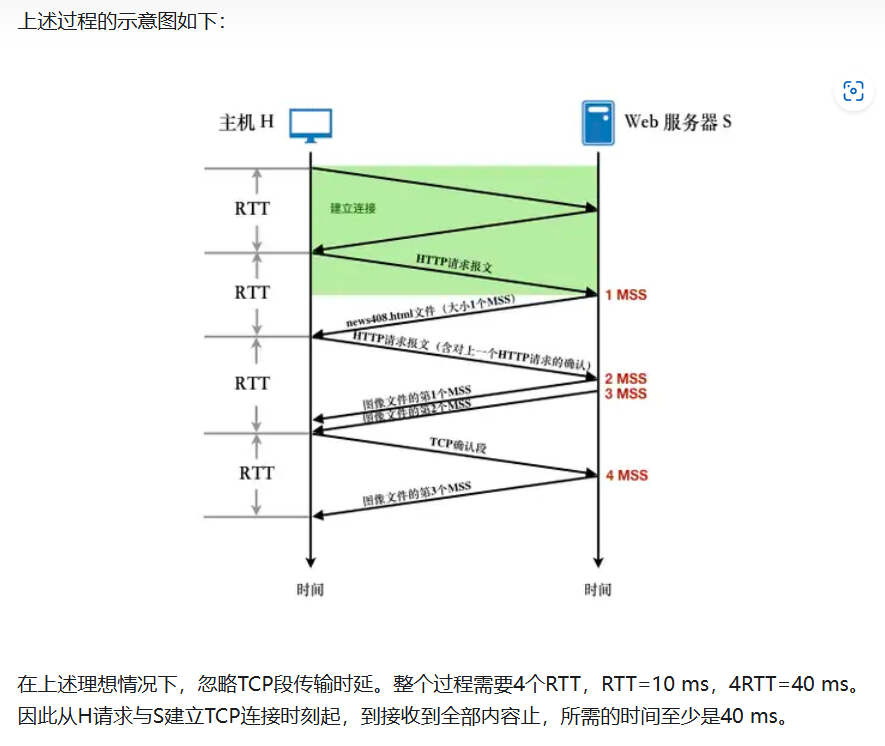 上述过程的示意图如下：
主机 H
Web 服务器 S
RTT
建立连接
HTTP请求报文
RTT
1 MSS
news408.html文件（大小1个MSS）
HTTP请求报文（含对上一个HTTP请求的确认）
RTT
2 MSS
3 MSS
图像文件的第1个MSS
图像文件的第2个MSS
TCP确认段
RTT
4 MSS
图像文件的第3个MSS
时间
时间
在上述理想情况下，忽略TCP段传输时延。整个过程需要4个RTT，RTT=10 ms，4RTT=40 ms。
因此从H请求与S建立TCP连接时刻起，到接收到全部内容止，所需的时间至少是40 ms。